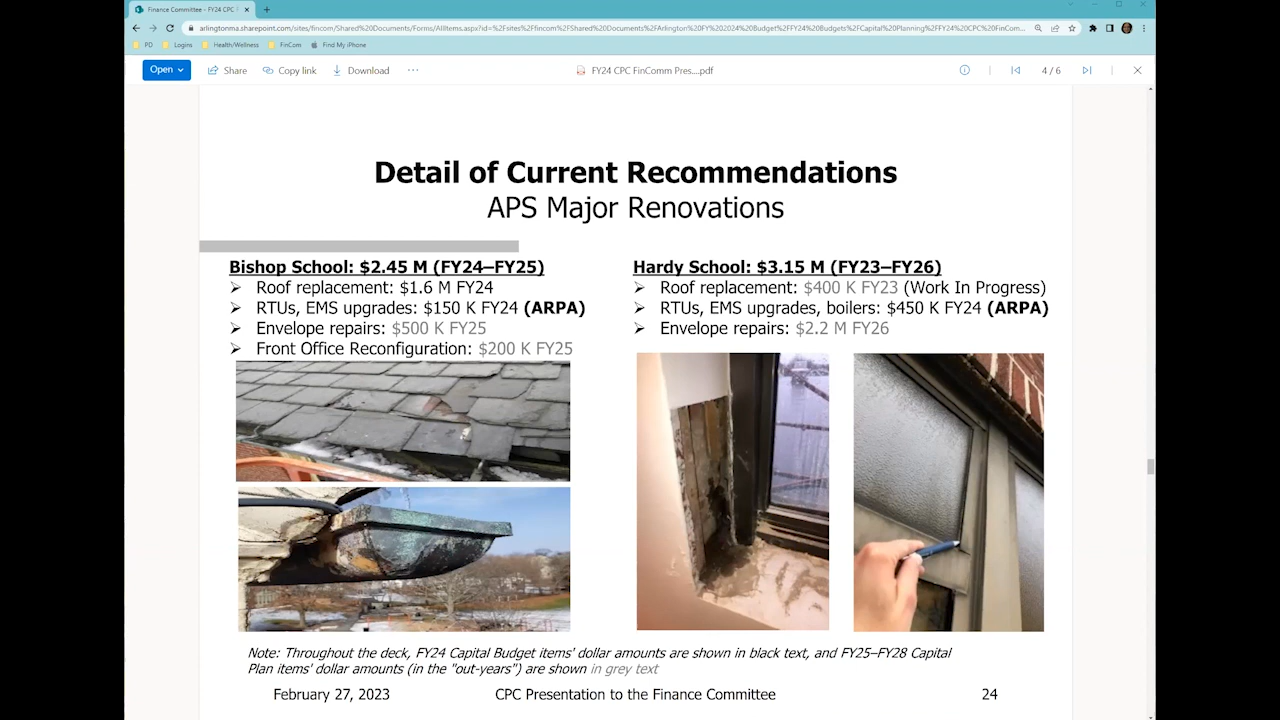 Finance Committee - FY24 CPC F
arlingtonma.sharepoint.com/sites/fincom/Shared%20Documents/Forms/AllItems.aspx?id=%2Fsites%2Ffincom%2FShared%20Documents%2FArlington%20FY%202024%20Budget%2FFY24%20Budgets%2FCapital%20Planning%2FFY24%20CPC%20FinCom...
PD Logins Health/Wellness FinCom Find My iPhone
Open Share Copy link Download ... FY24 CPC FinComm Pres....pdf 4 / 6
Detail of Current Recommendations
APS Major Renovations
Bishop School: $2.45 M (FY24–FY25)
Roof replacement: $1.6 M FY24
RTUs, EMS upgrades: $150 K FY24 (ARPA)
Envelope repairs: $500 K FY25
Front Office Reconfiguration: $200 K FY25
Hardy School: $3.15 M (FY23–FY26)
Roof replacement: $400 K FY23 (Work In Progress)
RTUs, EMS upgrades, boilers: $450 K FY24 (ARPA)
Envelope repairs: $2.2 M FY26
Note: Throughout the deck, FY24 Capital Budget items' dollar amounts are shown in black text, and FY25–FY28 Capital
Plan items' dollar amounts (in the "out-years") are shown in grey text
February 27, 2023 CPC Presentation to the Finance Committee 24